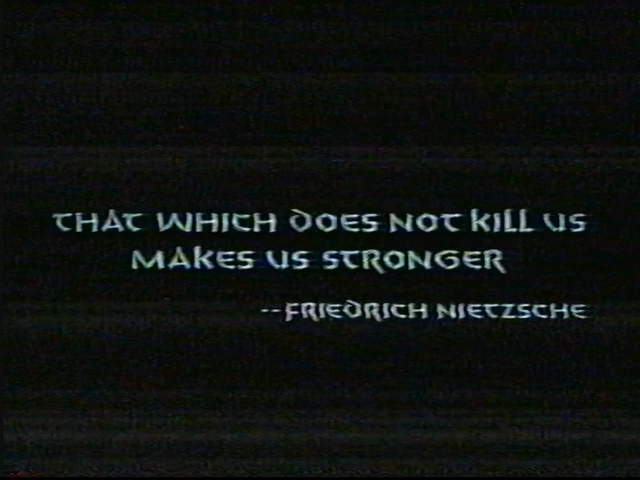 THAT WHICH DOES NOT KILL US
MAKES US STRONGER
--FRIEDRICH NIETZSCHE